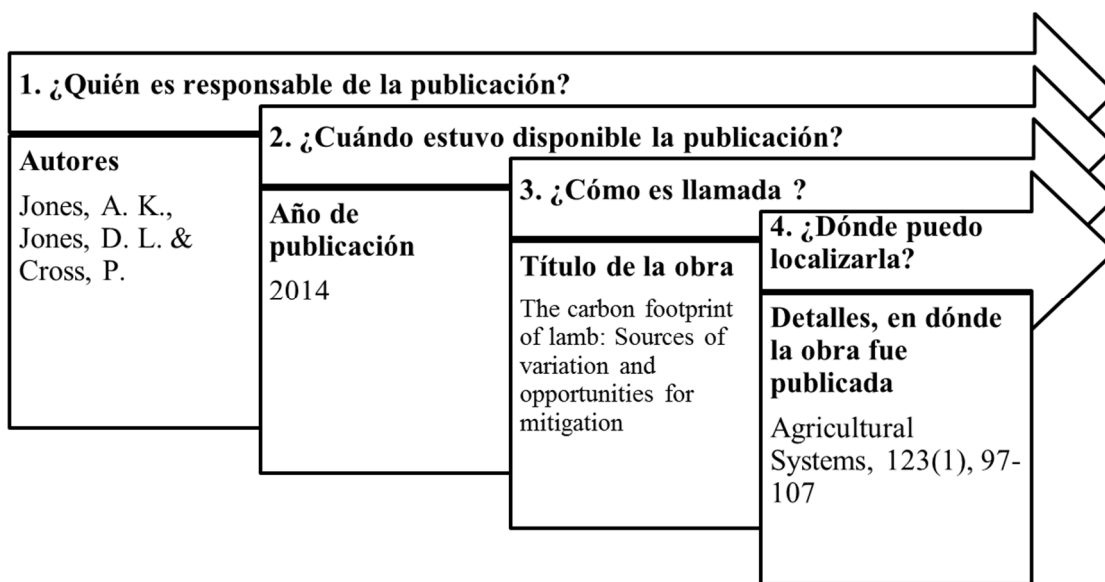 1. ¿Quién es responsable de la publicación?
Autores
Jones, A. K.,
Jones, D. L. &
Cross, P.
2. ¿Cuándo estuvo disponible la publicación?
Año de
publicación
2014
3. ¿Cómo es llamada ?
Título de la obra
The carbon footprint
of lamb: Sources of
variation and
opportunities for
mitigation
4. ¿Dónde puedo
localizarla?
Detalles, en dónde
la obra fue
publicada
Agricultural
Systems, 123(1), 97-
107